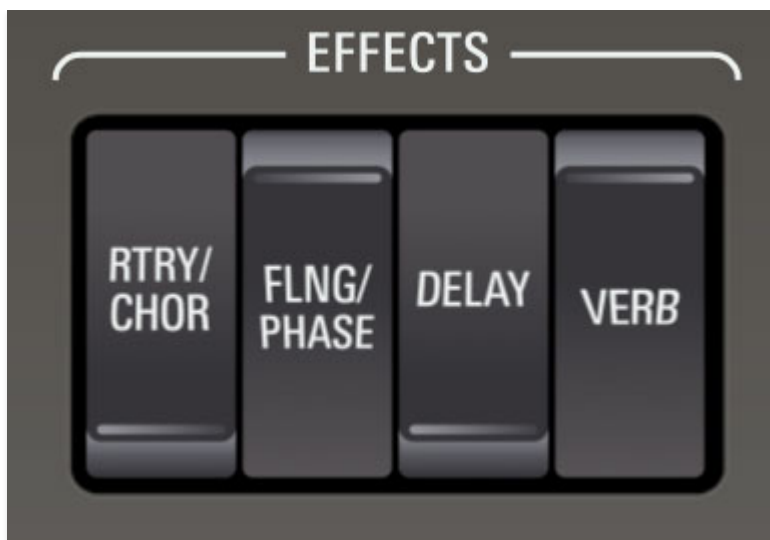 EFFECTS
RTRY/
CHOR
FLNG/
PHASE
DELAY
VERB